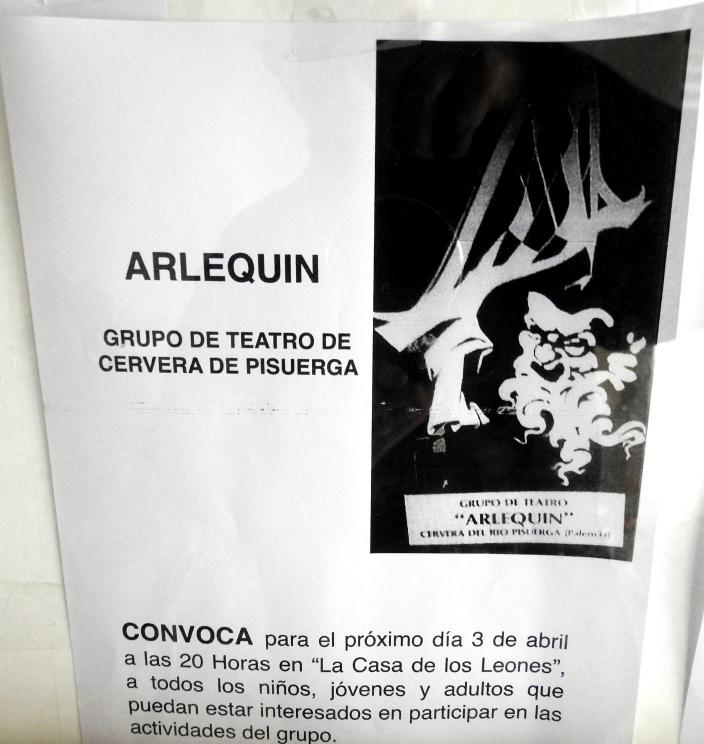 ARLEQUIN
GRUPO DE TEATRO DE
CERVERA DE PISUERGA
GRUPO DE TEATRO
"ARLEQUIN"
CERVERA DEL RIO PISUERGA (Palencia)
CONVOCA para el próximo día 3 de abril
a las 20 Horas en "La Casa de los Leones",
a todos los niños, jóvenes y adultos que
puedan estar interesados en participar en las
actividades del grupo.